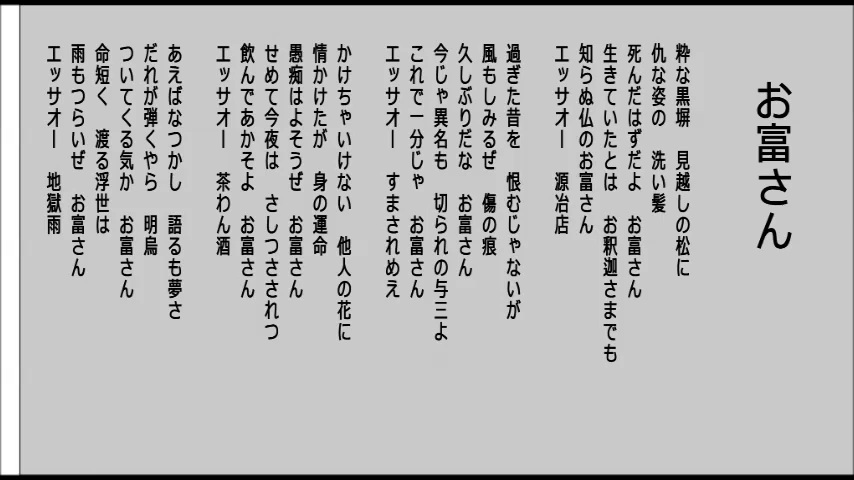 お富さん
粋な黒塀　見越しの松に
仇な姿の　洗い髪
死んだはずだよ　お富さん
生きていたとは　お釈迦さまでも
知らぬ仏のお富さん
エッサオー　源冶店
過ぎた昔を　恨むじゃないが
風もしみるぜ　傷の痕
久しぶりだな　お富さん
今じゃ異名も　切られの与三よ
これで一分じゃ　お富さん
エッサオー　すまされめえ
かけちゃいけない　他人の花に
情かけたが　身の運命
愚痴はよそうぜ　お富さん
せめて今夜は　さしつさされつ
飲んであかそよ　お富さん
エッサオー　茶わん酒
あえばなつかし　語るも夢さ
だれが弾くやら　明烏
ついてくる気か　お富さん
命短く　渡る浮世は
雨もつらいぜ　お富さん
エッサオー　地獄雨